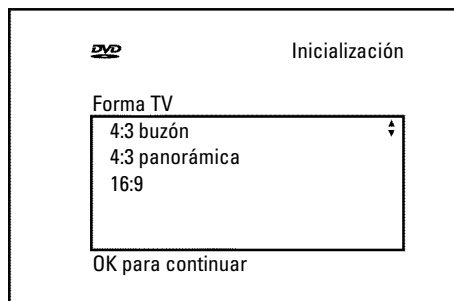 DVD Inicialización
Forma TV
4:3 buzón
4:3 panorámica
16:9
OK para continuar